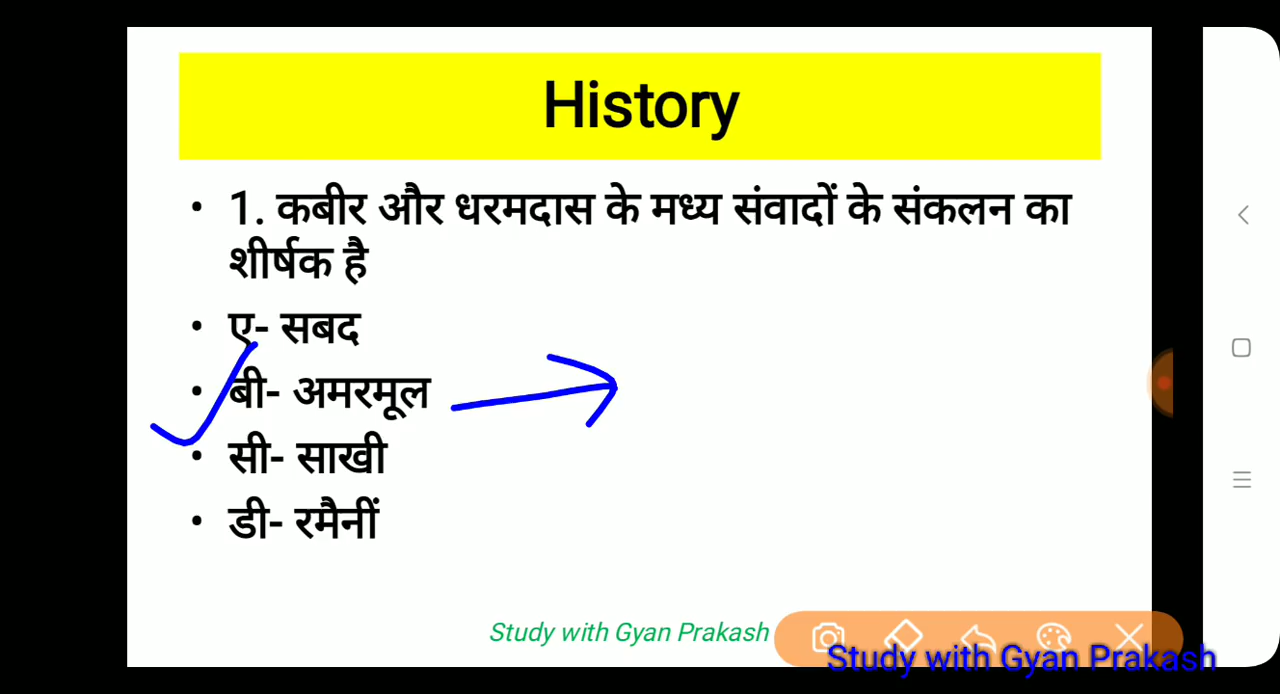 History
• 1. कबीर और धरमदास के मध्य संवादों के संकलन का
शीर्षक है
• ए- सबद
• बी- अमरमूल
• सी- साखी
• डी- रमैनीं
Study with Gyan Prakash
Study with Gyan Prakash